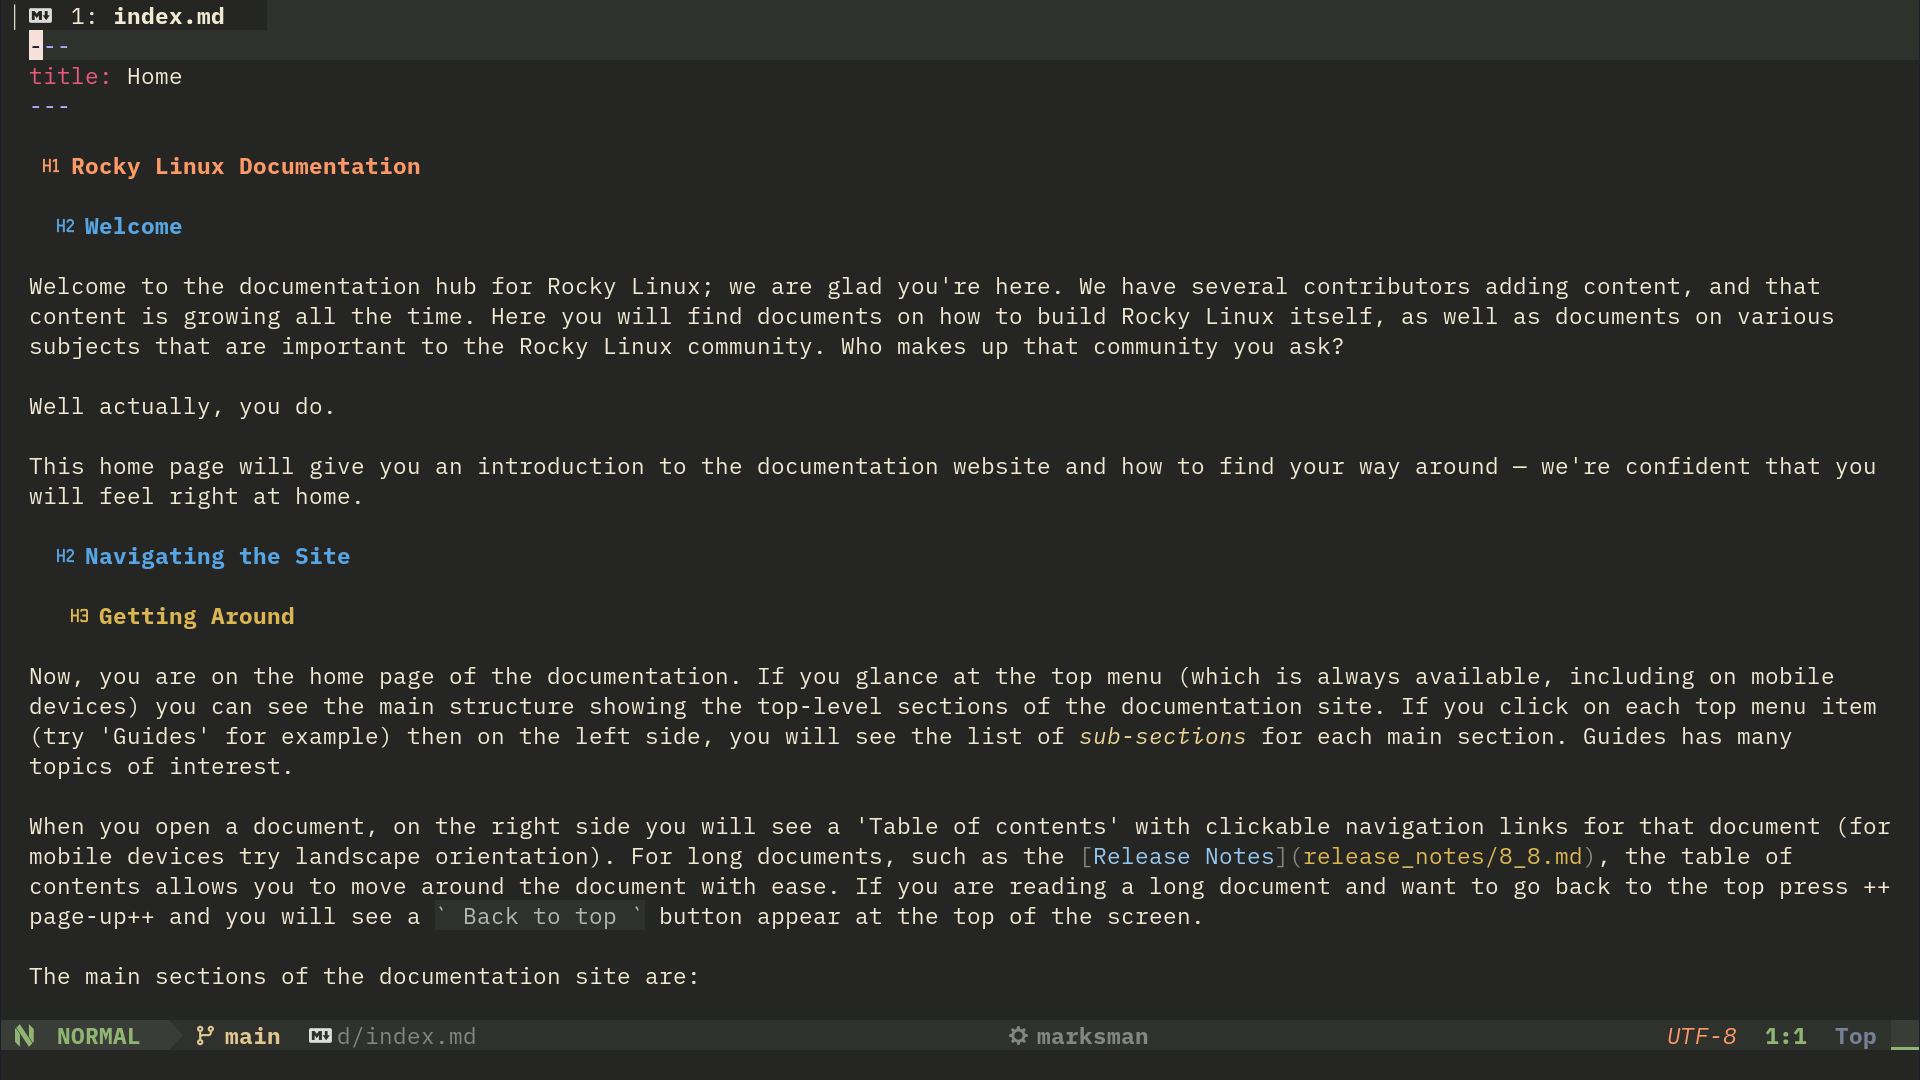 1: index.md
---
title: Home
---
H1 Rocky Linux Documentation
H2 Welcome
Welcome to the documentation hub for Rocky Linux; we are glad you're here. We have several contributors adding content, and that
content is growing all the time. Here you will find documents on how to build Rocky Linux itself, as well as documents on various
subjects that are important to the Rocky Linux community. Who makes up that community you ask?
Well actually, you do.
This home page will give you an introduction to the documentation website and how to find your way around — we're confident that you
will feel right at home.
H2 Navigating the Site
H3 Getting Around
Now, you are on the home page of the documentation. If you glance at the top menu (which is always available, including on mobile
devices) you can see the main structure showing the top-level sections of the documentation site. If you click on each top menu item
(try 'Guides' for example) then on the left side, you will see the list of sub-sections for each main section. Guides has many
topics of interest.
When you open a document, on the right side you will see a 'Table of contents' with clickable navigation links for that document (for
mobile devices try landscape orientation). For long documents, such as the [Release Notes](release_notes/8_8.md), the table of
contents allows you to move around the document with ease. If you are reading a long document and want to go back to the top press ++
page-up++ and you will see a ` Back to top ` button appear at the top of the screen.
The main sections of the documentation site are:
NORMAL main d/index.md marksman UTF-8 1:1 Top